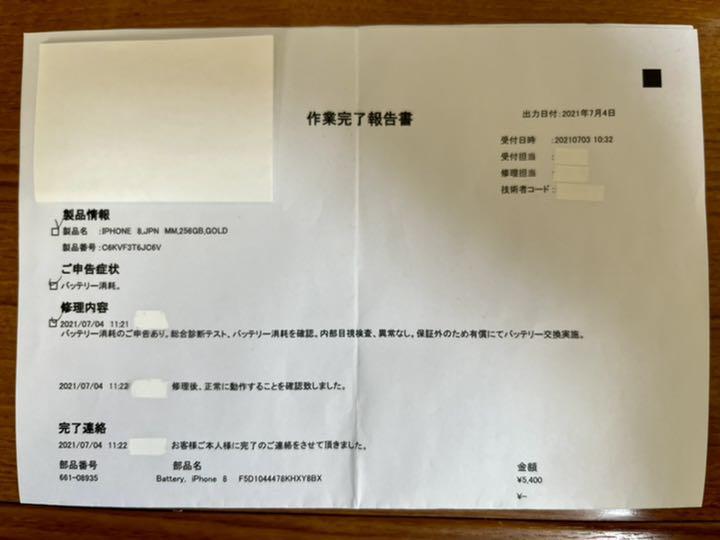 作業完了報告書
出力日付:2021年7月4日
受付日時 :20210703 10:32
受付担当 :
修理担当 :
技術者コード:
製品情報
製品名 :IPHONE 8,JPN MM,256GB,GOLD
製品番号:C6KVF3T6JC6V
ご申告症状
バッテリー消耗。
修理内容
2021/07/04 11:21
バッテリー消耗のご申告あり。総合診断テスト、バッテリー消耗を確認。内部目視検査、異常なし。保証外のため有償にてバッテリー交換実施。
2021/07/04 11:22 修理後、正常に動作することを確認致しました。
完了連絡
2021/07/04 11:22 お客様ご本人様に完了のご連絡をさせて頂きました。
部品番号 部品名 金額
661-08935 Battery, iPhone 8 F5D1044478KHXY8BX ¥5,400
¥-